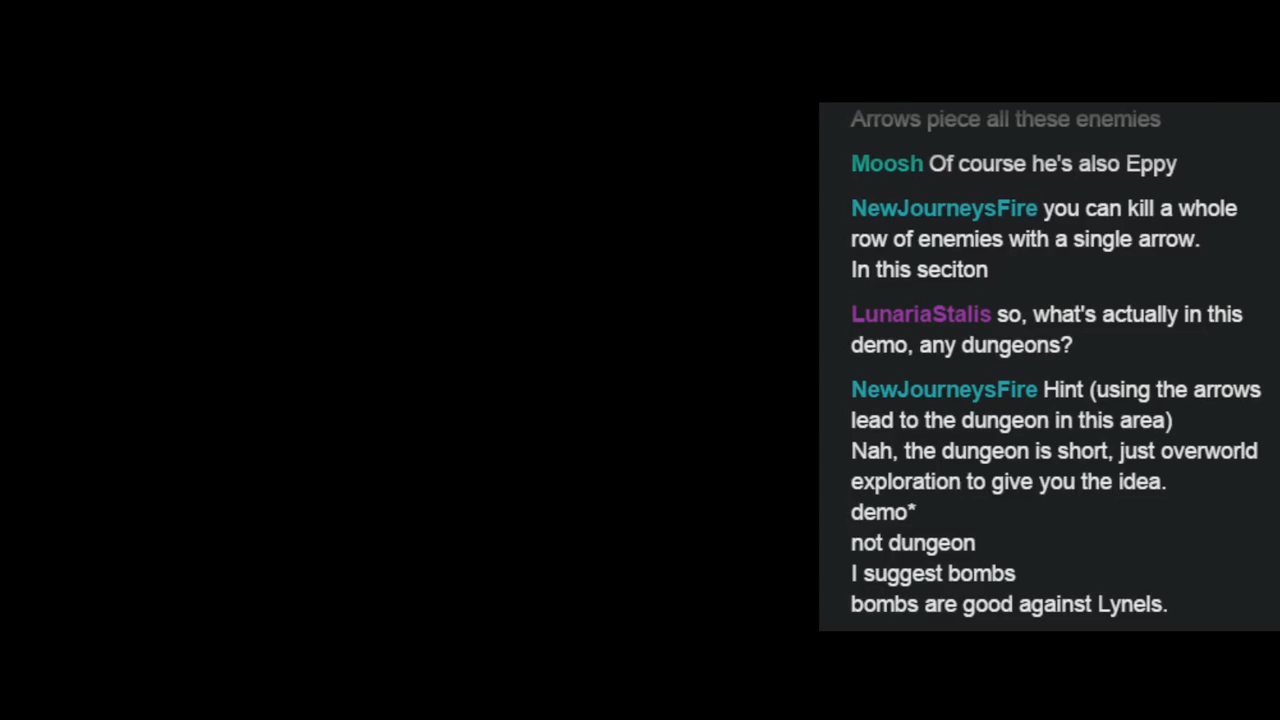 Arrows piece all these enemies
Moosh Of course he's also Eppy
NewJourneysFire you can kill a whole
row of enemies with a single arrow.
In this seciton
LunariaStalis so, what's actually in this
demo, any dungeons?
NewJourneysFire Hint (using the arrows
lead to the dungeon in this area)
Nah, the dungeon is short, just overworld
exploration to give you the idea.
demo*
not dungeon
I suggest bombs
bombs are good against Lynels.